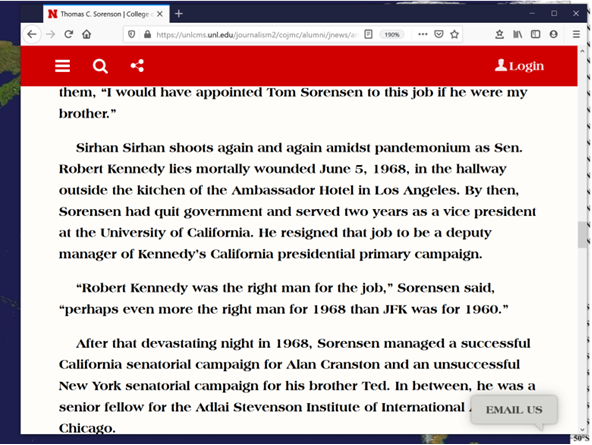 Thomas C. Sorenson | College
190%
https://unlcms.unl.edu/journalism2/cojmc/alumni/jnews/
Login
them, “I would have appointed Tom Sorensen to this job if he were my
brother.”
Sirhan Sirhan shoots again and again amidst pandemonium as Sen.
Robert Kennedy lies mortally wounded June 5, 1968, in the hallway
outside the kitchen of the Ambassador Hotel in Los Angeles. By then,
Sorensen had quit government and served two years as a vice president
at the University of California. He resigned that job to be a deputy
manager of Kennedy’s California presidential primary campaign.
“Robert Kennedy was the right man for the job,” Sorensen said,
“perhaps even more the right man for 1968 than JFK was for 1960.”
After that devastating night in 1968, Sorensen managed a successful
California senatorial campaign for Alan Cranston and an unsuccessful
New York senatorial campaign for his brother Ted. In between, he was a
senior fellow for the Adlai Stevenson Institute of International
EMAIL US
Chicago.
50°S